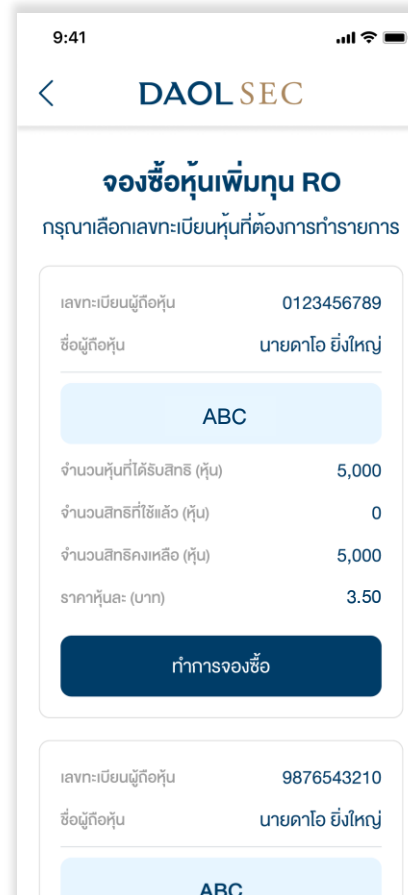 9:41
DAOL SEC
จองซื้อหุ้นเพิ่มทุน RO
กรุณาเลือกเลขทะเบียนหุ้นที่ต้องการทำรายการ
เลขทะเบียนผู้ถือหุ้น 0123456789
ชื่อผู้ถือหุ้น นายดาโอ ยิ่งใหญ่
ABC
จำนวนหุ้นที่ได้รับสิทธิ (หุ้น) 5,000
จำนวนสิทธิที่ใช้แล้ว (หุ้น) 0
จำนวนสิทธิคงเหลือ (หุ้น) 5,000
ราคาหุ้นละ (บาท) 3.50
ทำการจองซื้อ
เลขทะเบียนผู้ถือหุ้น 9876543210
ชื่อผู้ถือหุ้น นายดาโอ ยิ่งใหญ่
ABC